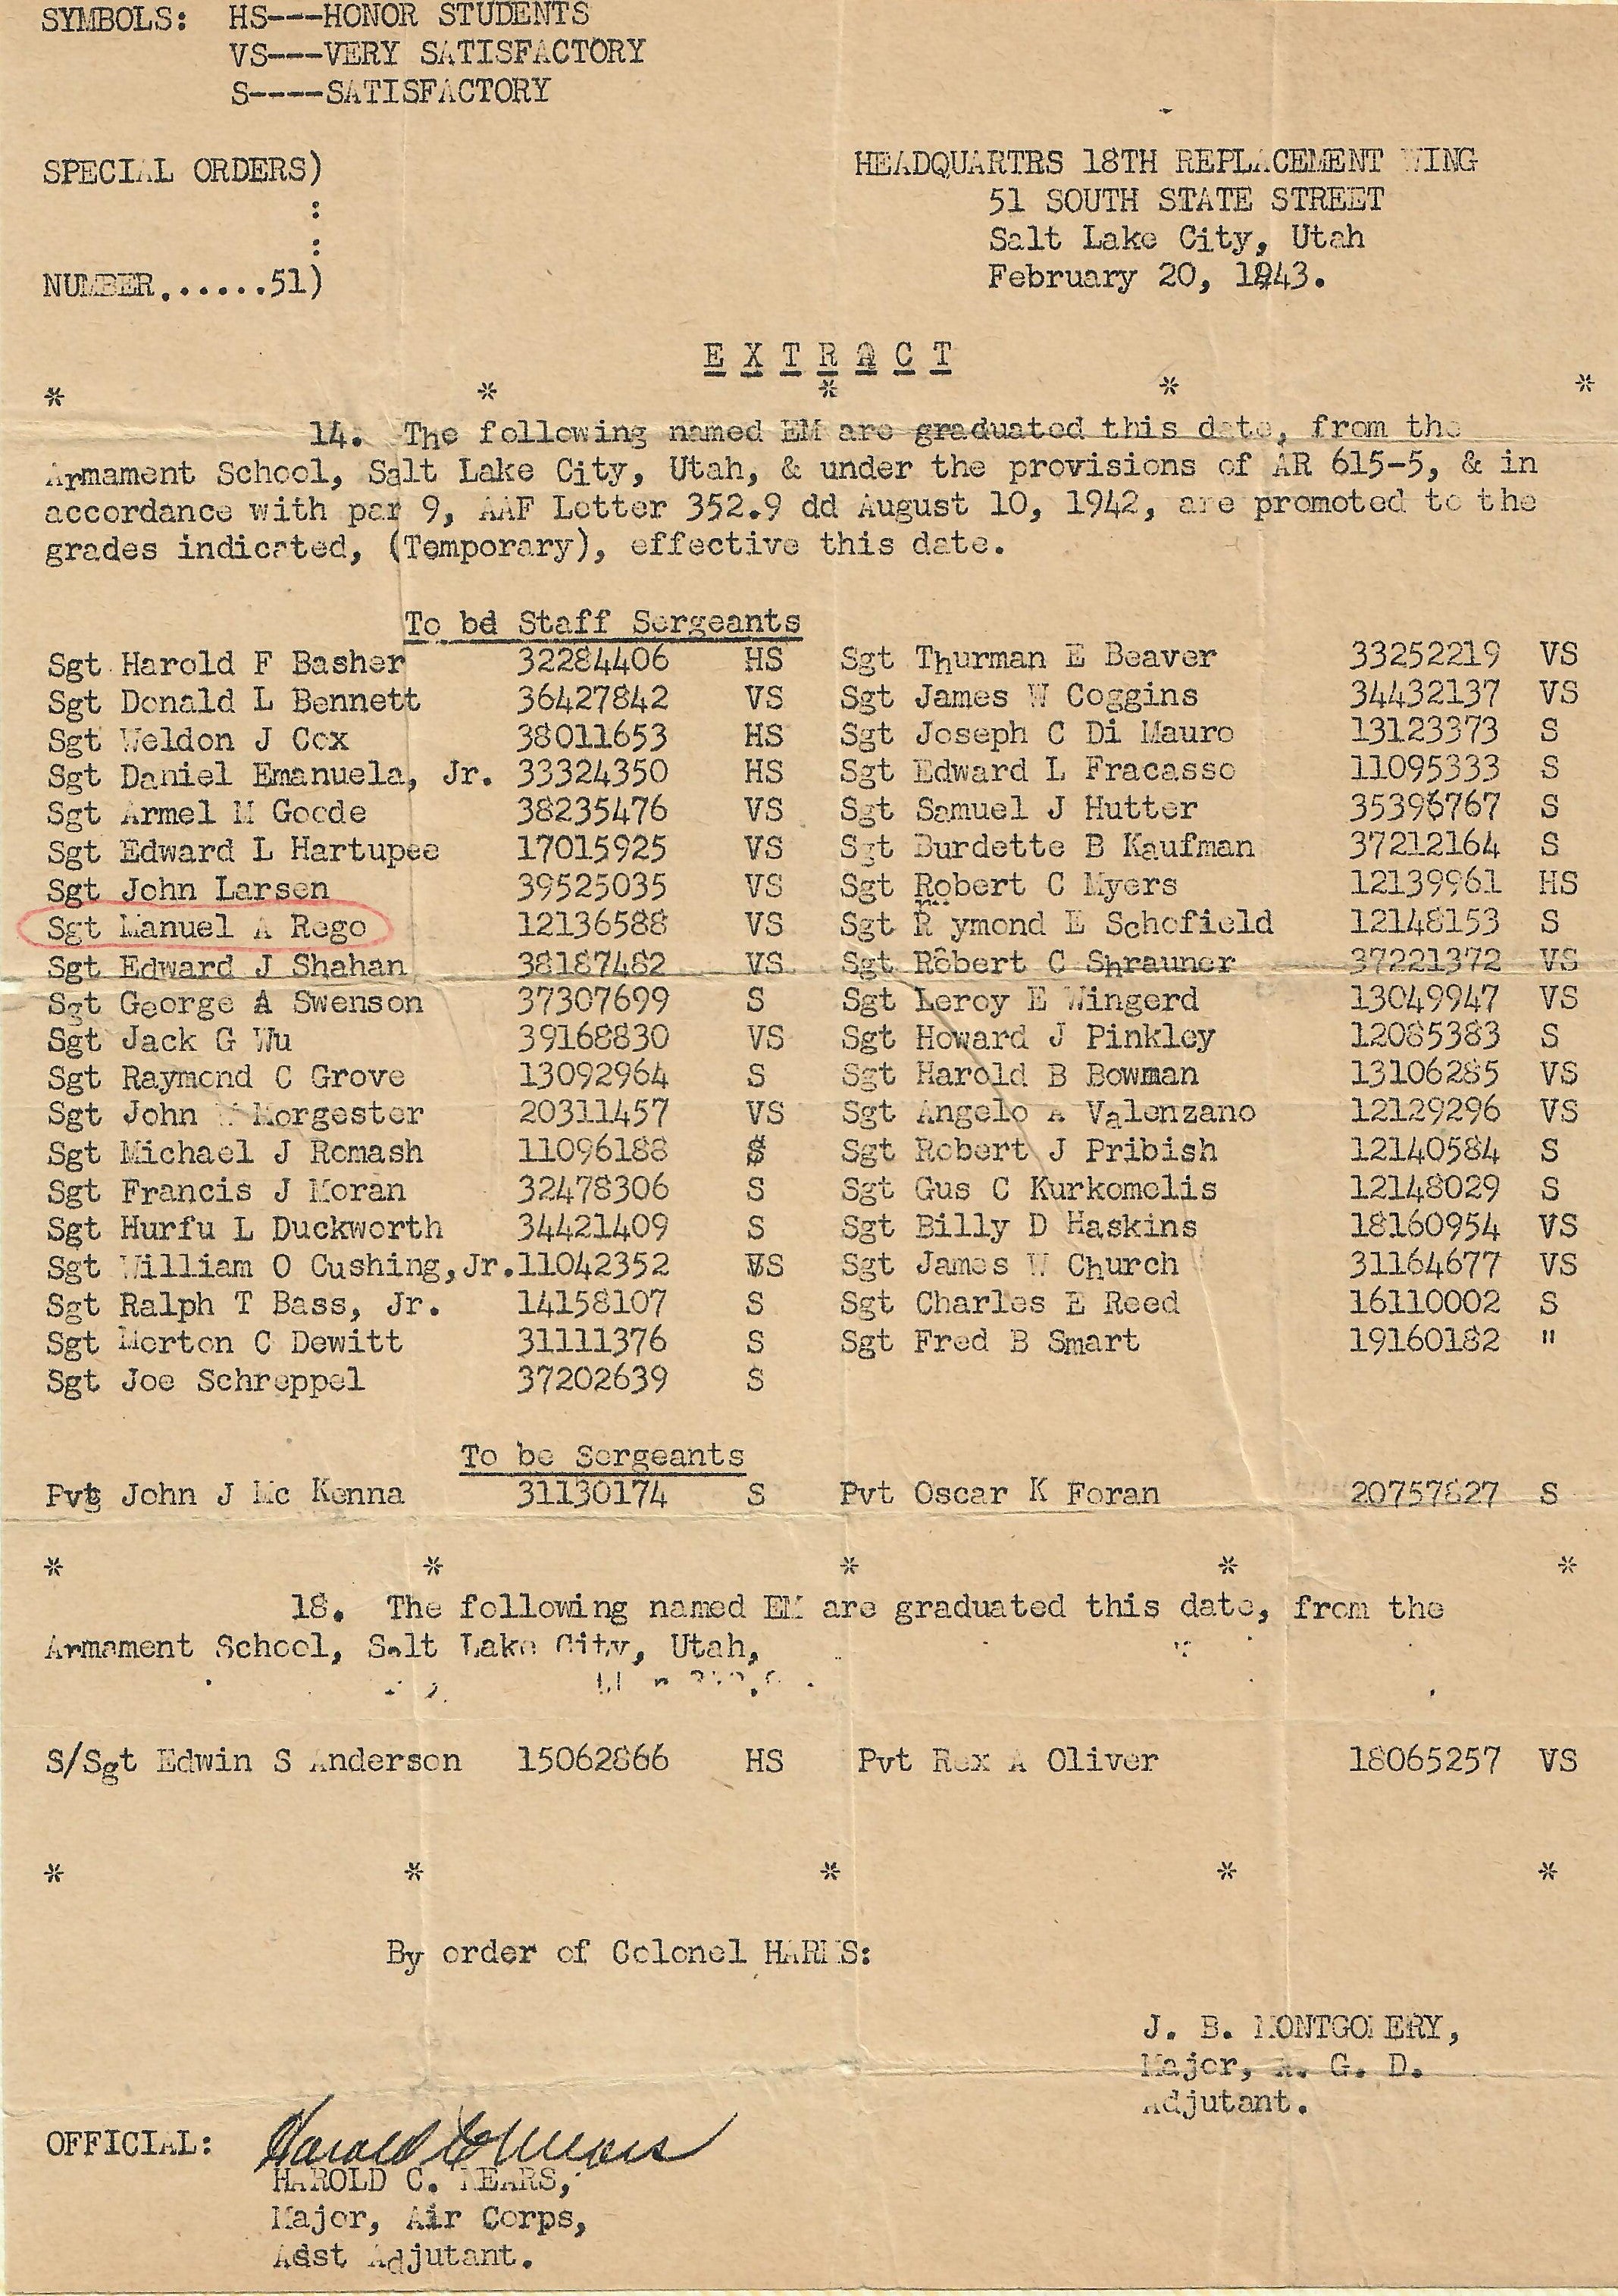 SYMBOLS: HS---HONOR STUDENTS
VS---VERY SATISFACTORY
S----SATISFACTORY
SPECIAL ORDERS)
:
:
NUMBER......51)
HEADQUARTRS 18TH REPLACEMENT WING
51 SOUTH STATE STREET
Salt Lake City, Utah
February 20, 1943.
E X T R A C T
* * * * *
14. The following named EM are graduated this date, from the
Armament School, Salt Lake City, Utah, & under the provisions of AR 615-5, & in
accordance with par 9, AAF Letter 352.9 dd August 10, 1942, are promoted to the
grades indicated, (Temporary), effective this date.
To bd Staff Sergeants
Sgt Harold F Basher 32284406 HS Sgt Thurman E Beaver 33252219 VS
Sgt Donald L Bennett 36427842 VS Sgt James W Coggins 34432137 VS
Sgt Weldon J Cox 38011653 HS Sgt Joseph C Di Mauro 13123373 S
Sgt Daniel Emanuela, Jr. 33324350 HS Sgt Edward L Fracasso 11095333 S
Sgt Armel M Goode 38235476 VS Sgt Samuel J Hutter 35396767 S
Sgt Edward L Hartupee 17015925 VS Sgt Burdette B Kaufman 37212164 S
Sgt John Larsen 39525035 VS Sgt Robert C Myers 12139961 HS
Sgt Manuel A Rego 12136588 VS Sgt R ymond E Schofield 12148153 S
Sgt Edward J Shahan 38187482 VS Sgt Robert C Shrauner 37221372 VS
Sgt George A Swenson 37307699 S Sgt Leroy E Wingerd 13049947 VS
Sgt Jack G Wu 39168830 VS Sgt Howard J Pinkley 12085383 S
Sgt Raymond C Grove 13092964 S Sgt Harold B Bowman 13106285 VS
Sgt John Morgester 20311457 VS Sgt Angelo A Valenzano 12129296 VS
Sgt Michael J Romash 11096188 S Sgt Robert J Pribish 12140584 S
Sgt Francis J Moran 32478306 S Sgt Gus C Kurkomelis 12148029 S
Sgt Hurfu L Duckworth 34421409 S Sgt Billy D Haskins 18160954 VS
Sgt William O Cushing,Jr.11042352 VS Sgt James W Church 31164677 VS
Sgt Ralph T Bass, Jr. 14158107 S Sgt Charles E Reed 16110002 S
Sgt Morton C Dewitt 31111376 S Sgt Fred B Smart 19160182 "
Sgt Joe Schreppel 37202639 S
To be Sergeants
Pvt John J Mc Kenna 31130174 S Pvt Oscar K Foran 20757827 S
* * * * *
18. The following named EM are graduated this date, from the
Armament School, Salt Lake City, Utah,
S/Sgt Edwin S Anderson 15062866 HS Pvt Rex A Oliver 18065257 VS
* * * * *
By order of Colonel HARMS:
J. B. MONTGOMERY,
Major, A. G. D.
Adjutant.
OFFICIAL: Harold C Mears
HAROLD C. MEARS,
Major, Air Corps,
Asst Adjutant.